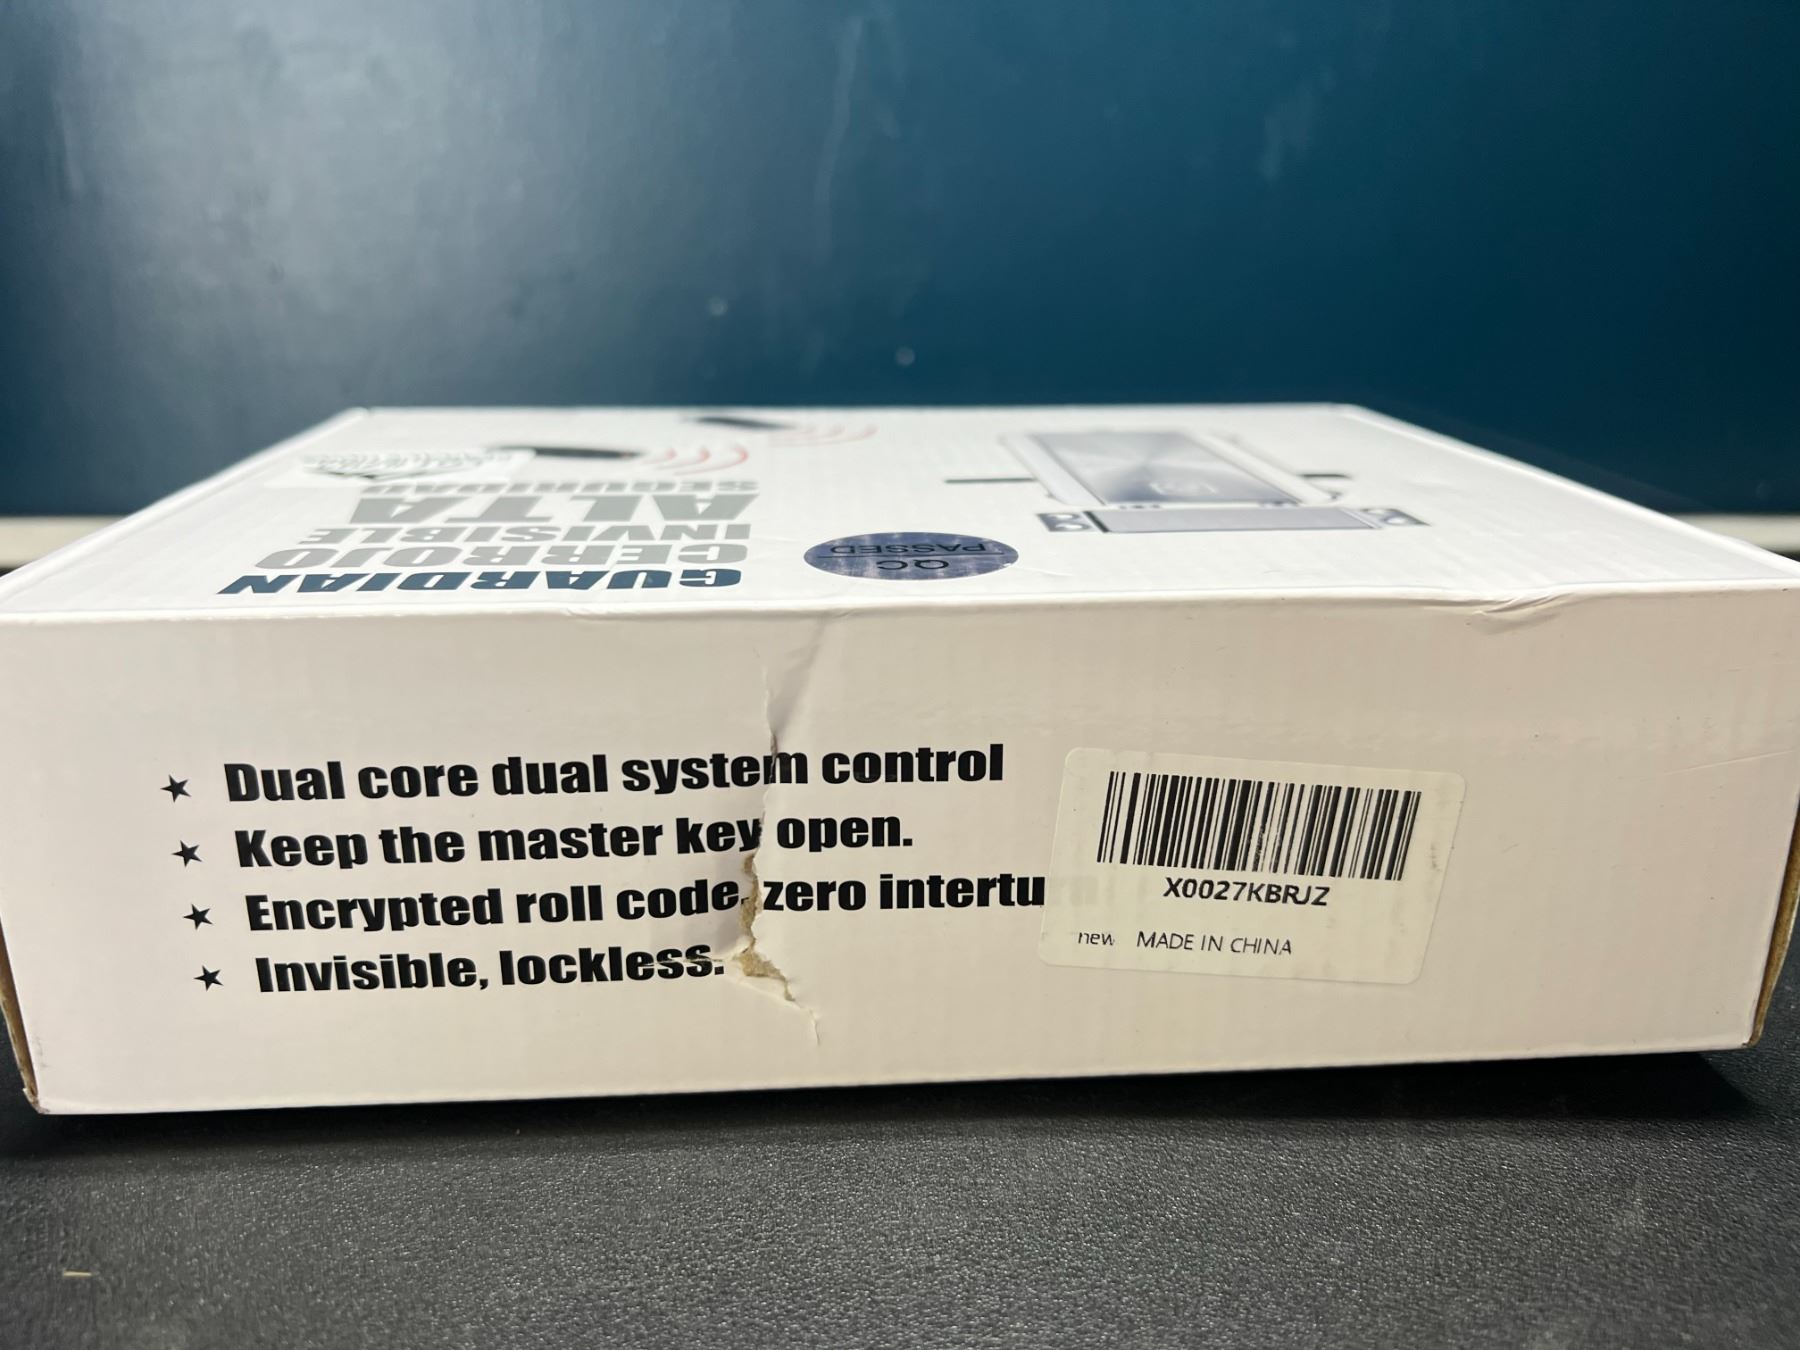 GUARDIAN
CERROJO
INVISIBLE
ALTA
SEGURIDAD
QC
PASSED
★ Dual core dual system control
★ Keep the master key open.
★ Encrypted roll code, zero intertu
★ Invisible, lockless.
X0027KBRJZ
new MADE IN CHINA